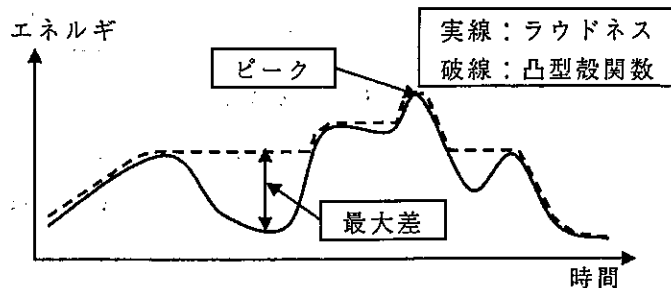 エネルギ
実線：ラウドネス
破線：凸型殻関数
ピーク
最大差
時間